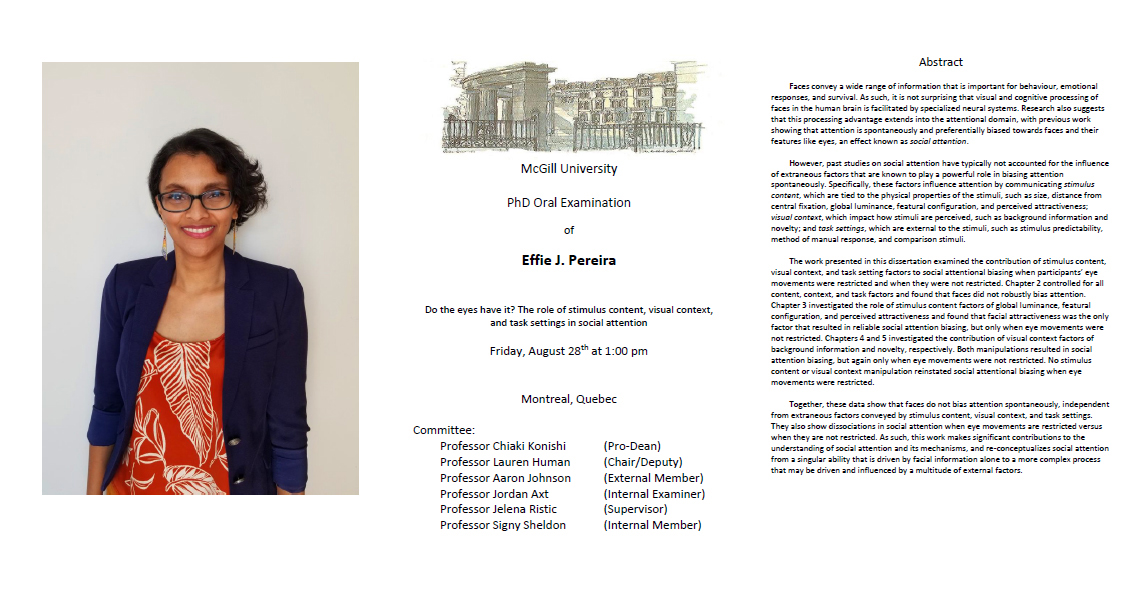 McGill University
PhD Oral Examination
of
Effie J. Pereira
Do the eyes have it? The role of stimulus content, visual context,
and task settings in social attention
Friday, August 28th at 1:00 pm
Montreal, Quebec
Committee:
Professor Chiaki Konishi (Pro-Dean)
Professor Lauren Human (Chair/Deputy)
Professor Aaron Johnson (External Member)
Professor Jordan Axt (Internal Examiner)
Professor Jelena Ristic (Supervisor)
Professor Signy Sheldon (Internal Member)
Abstract
Faces convey a wide range of information that is important for behaviour, emotional
responses, and survival. As such, it is not surprising that visual and cognitive processing of
faces in the human brain is facilitated by specialized neural systems. Research also suggests
that this processing advantage extends into the attentional domain, with previous work
showing that attention is spontaneously and preferentially biased towards faces and their
features like eyes, an effect known as social attention.
However, past studies on social attention have typically not accounted for the influence
of extraneous factors that are known to play a powerful role in biasing attention
spontaneously. Specifically, these factors influence attention by communicating stimulus
content, which are tied to the physical properties of the stimuli, such as size, distance from
central fixation, global luminance, featural configuration, and perceived attractiveness;
visual context, which impact how stimuli are perceived, such as background information and
novelty; and task settings, which are external to the stimuli, such as stimulus predictability,
method of manual response, and comparison stimuli.
The work presented in this dissertation examined the contribution of stimulus content,
visual context, and task setting factors to social attentional biasing when participants' eye
movements were restricted and when they were not restricted. Chapter 2 controlled for all
content, context, and task factors and found that faces did not robustly bias attention.
Chapter 3 investigated the role of stimulus content factors of global luminance, featural
configuration, and perceived attractiveness and found that facial attractiveness was the only
factor that resulted in reliable social attention biasing, but only when eye movements were
not restricted. Chapters 4 and 5 investigated the contribution of visual context factors of
background information and novelty, respectively. Both manipulations resulted in social
attention biasing, but again only when eye movements were not restricted. No stimulus
content or visual context manipulation reinstated social attentional biasing when eye
movements were restricted.
Together, these data show that faces do not bias attention spontaneously, independent
from extraneous factors conveyed by stimulus content, visual context, and task settings.
They also show dissociations in social attention when eye movements are restricted versus
when they are not restricted. As such, this work makes significant contributions to the
understanding of social attention and its mechanisms, and re-conceptualizes social attention
from a singular ability that is driven by facial information alone to a more complex process
that may be driven and influenced by a multitude of external factors.